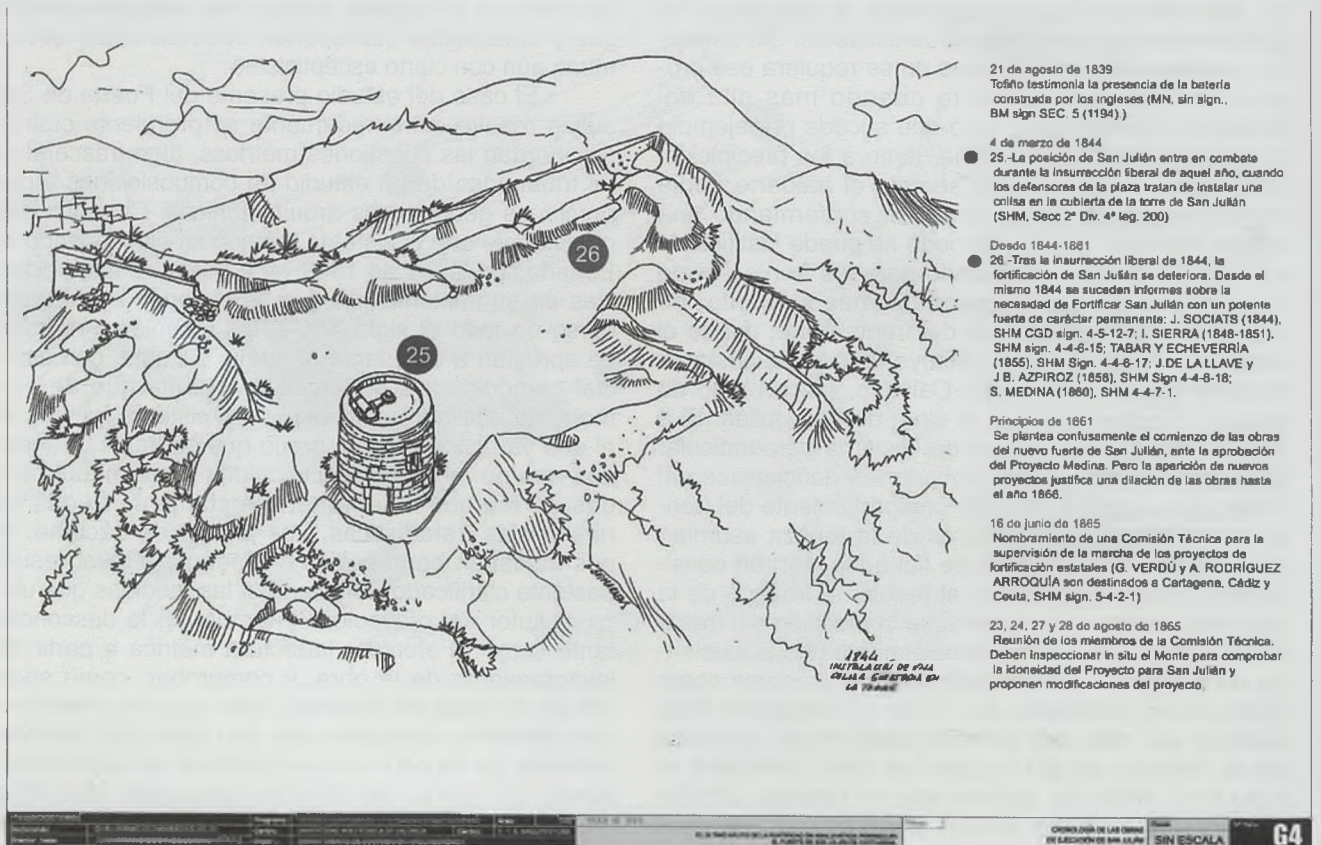 21 de agosto de 1839
Tofiño testimonia la presencia de la batería
construida por los ingleses (MN, sin sign.,
BM sign SEC. 5 (1194).)
4 de marzo de 1844
25.-La posición de San Julián entra en combate
durante la insurrección liberal de aquel año, cuando
los defensores de la plaza tratan de instalar una
colisa en la cubierta de la torre de San Julián
(SHM, Secc 2ª Div. 4ª leg. 200)
Desde 1844-1861
26.-Tras la insurrección liberal de 1844, la
fortificación de San Julián se deteriora. Desde el
mismo 1844 se suceden informes sobre la
necesidad de Fortificar San Julián con un potente
fuerte de carácter permanente: J. SOCIATS (1844),
SHM CGD sign. 4-5-12-7; I. SIERRA (1848-1851),
SHM sign. 4-4-6-15; TABAR Y ECHEVERRÍA
(1855), SHM Sign. 4-4-6-17; J.DE LA LLAVE y
J B. AZPIROZ (1856), SHM Sign 4-4-6-18;
S. MEDINA (1860), SHM 4-4-7-1.
Principios de 1861
Se plantea confusamente el comienzo de las obras
del nuevo fuerte de San Julián, ante la aprobación
del Proyecto Medina. Pero la aparición de nuevos
proyectos justifica una dilación de las obras hasta
el año 1866.
16 de junio de 1865
Nombramiento de una Comisión Técnica para la
supervisión de la marcha de los proyectos de
fortificación estatales (G. VERDÚ y A. RODRÍGUEZ
ARROQUÍA son destinados a Cartagena, Cádiz y
Ceuta, SHM sign. 5-4-2-1)
23, 24, 27 y 28 de agosto de 1865
Reunión de los miembros de la Comisión Técnica.
Deben inspeccionar in situ el Monte para comprobar
la idoneidad del Proyecto para San Julián y
proponen modificaciones del proyecto.
26
25
1844
INSTALACIÓN DE UNA
EN
LA TORRE
CRONOLOGÍA DE LAS OBRAS
DE EJECUCIÓN DE SAN JULIÁN
SIN ESCALA
G4